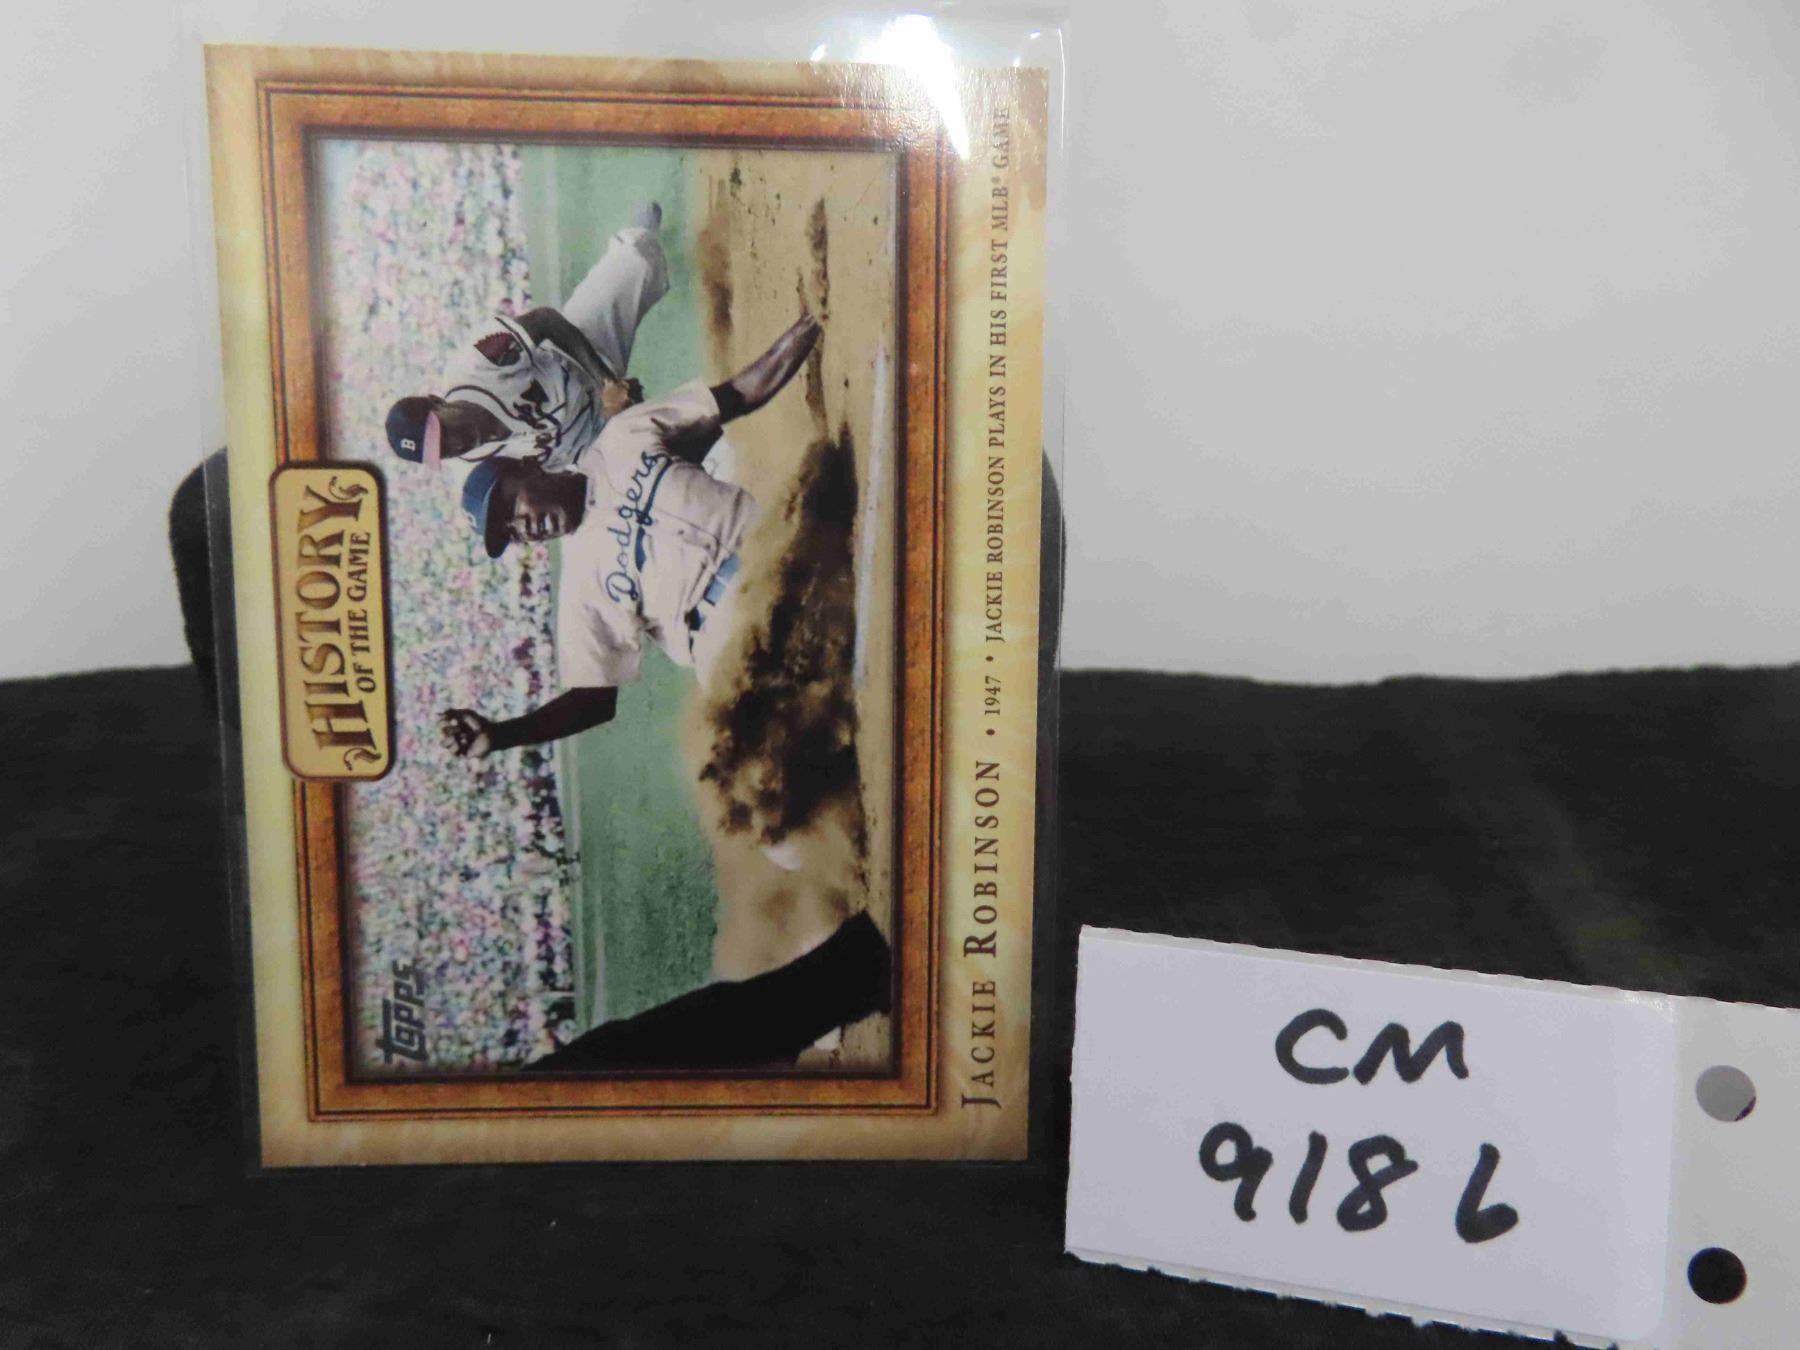 HISTORY
OF THE GAME
B
Dodgers
Topps
JACKIE ROBINSON • 1947 • JACKIE ROBINSON PLAYS IN HIS FIRST MLB® GAME
CM
9186